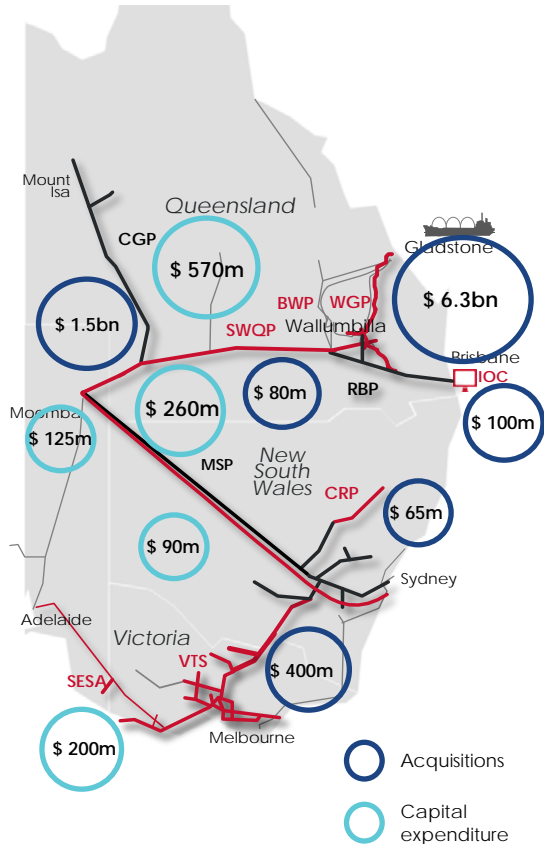 Mount
Isa
Queensland
CGP
$ 570m
Gladstone
$ 6.3bn
BWP
WGP
$ 1.5bn
SWQP
Wallumbilla
Brisbane
IOC
RBP
$ 80m
$ 260m
Moomba
$ 100m
$ 125m
MSP
New
South
Wales
CRP
$ 65m
$ 90m
Sydney
Adelaide
Victoria
VTS
$ 400m
SESA
Melbourne
$ 200m
Acquisitions
Capital
expenditure